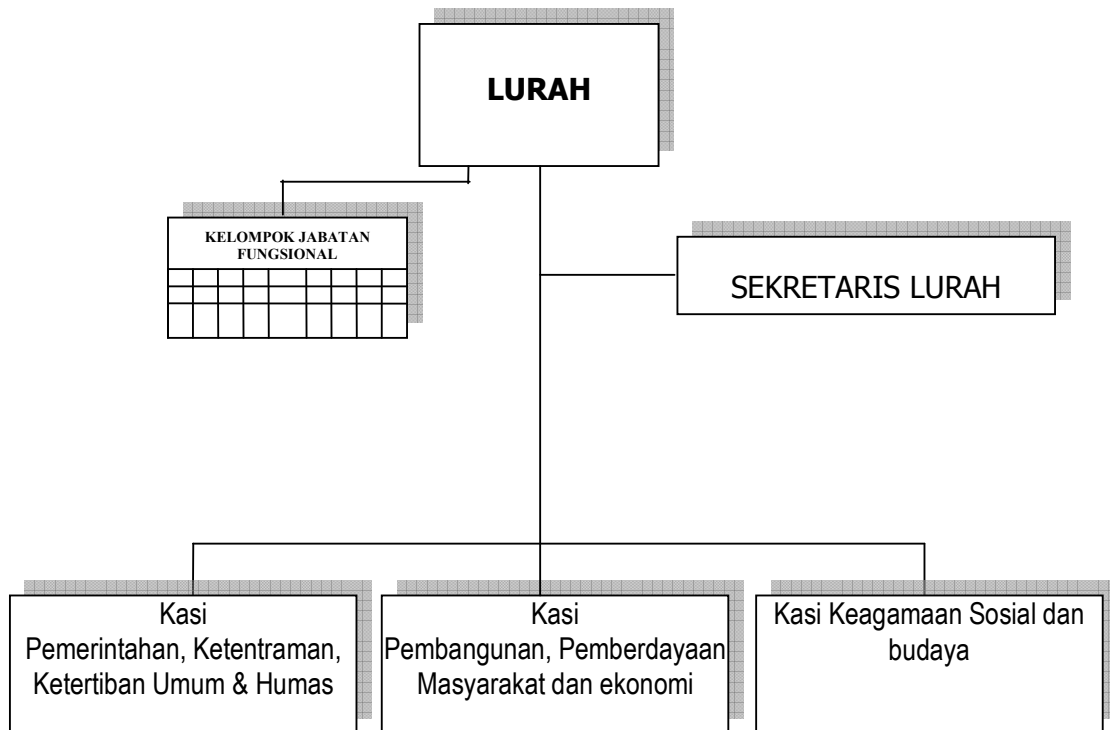 LURAH
KELOMPOK JABATAN
FUNGSIONAL
SEKRETARIS LURAH
Kasi
Pemerintahan, Ketentraman,
Ketertiban Umum & Humas
Kasi
Pembangunan, Pemberdayaan
Masyarakat dan ekonomi
Kasi Keagamaan Sosial dan
budaya